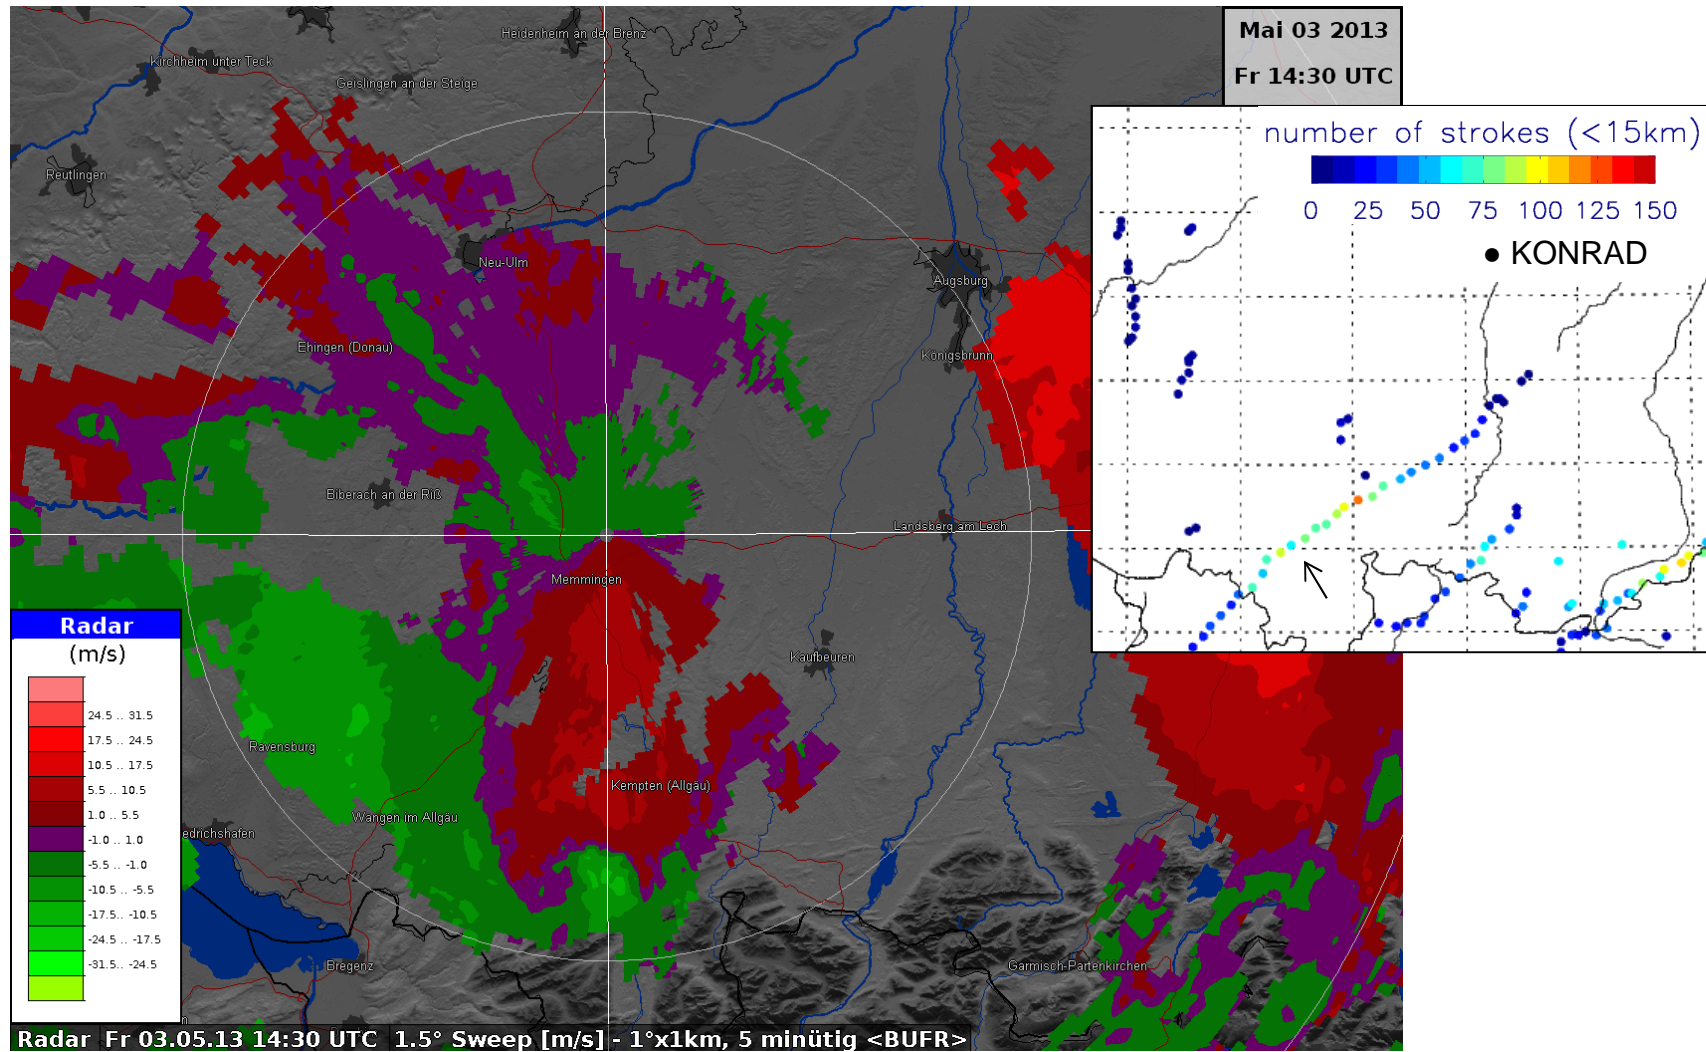 Mai 03 2013
Fr 14:30 UTC
number of strokes (<15km)
0 25 50 75 100 125 150
KONRAD
Heidenheim an der Brenz
Kirchheim unter Teck
Geislingen an der Steige
Reutlingen
Neu-Ulm
Augsburg
Ehingen (Donau)
Königsbrunn
Biberach an der Riß
Landsberg am Lech
Memmingen
Kaufbeuren
Ravensburg
Kempten (Allgäu)
Wangen im Allgäu
edrichshafen
Bregenz
Garmisch-Partenkirchen
Radar
(m/s)
24.5 .. 31.5
17.5 .. 24.5
10.5 .. 17.5
5.5 .. 10.5
1.0 .. 5.5
-1.0 .. 1.0
-5.5 .. -1.0
-10.5 .. -5.5
-17.5.. -10.5
-24.5 .. -17.5
-31.5.. -24.5
Radar Fr 03.05.13 14:30 UTC 1.5° Sweep [m/s] - 1°x1km, 5 minütig <BUFR>